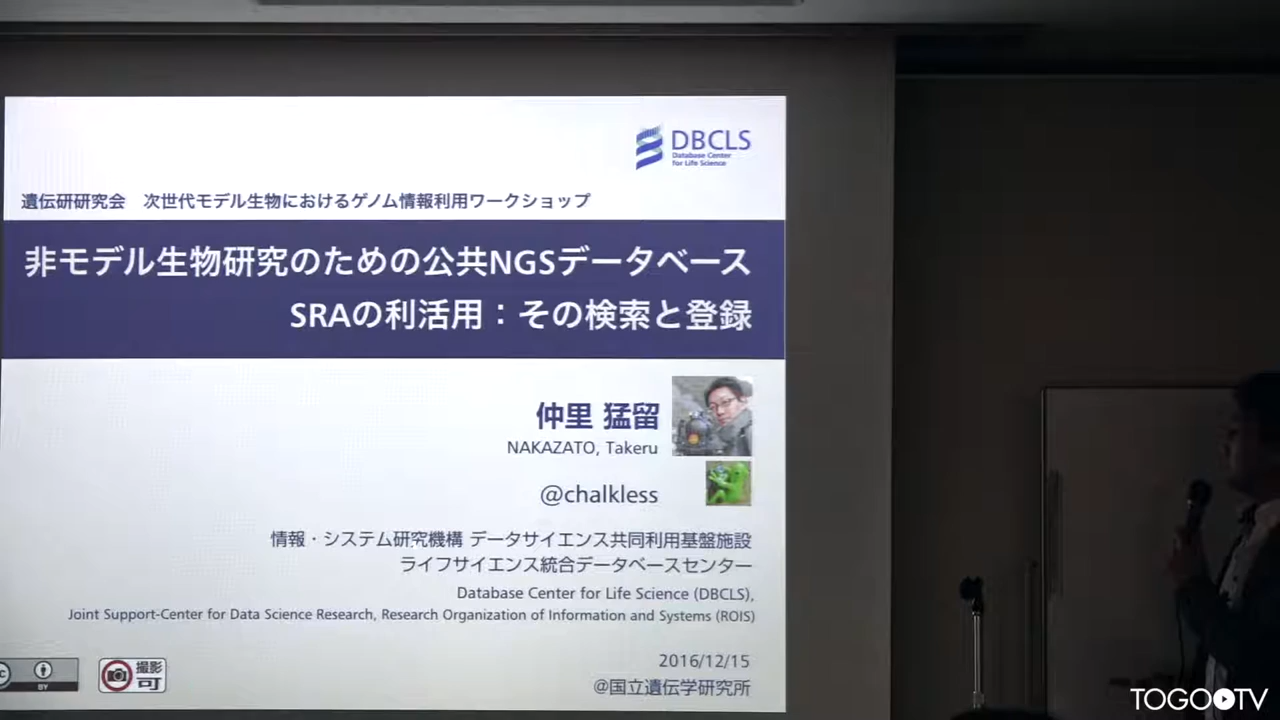 DBCLS
Database Center
for Life Science
遺伝研研究会 次世代モデル生物におけるゲノム情報利用ワークショップ
非モデル生物研究のための公共NGSデータベース
SRAの利活用：その検索と登録
仲里 猛留
NAKAZATO, Takeru
@chalkless
情報・システム研究機構 データサイエンス共同利用基盤施設
ライフサイエンス統合データベースセンター
Database Center for Life Science (DBCLS),
Joint Support-Center for Data Science Research, Research Organization of Information and Systems (ROIS)
2016/12/15
@国立遺伝学研究所
cc
BY
撮影
可
TOGOTV